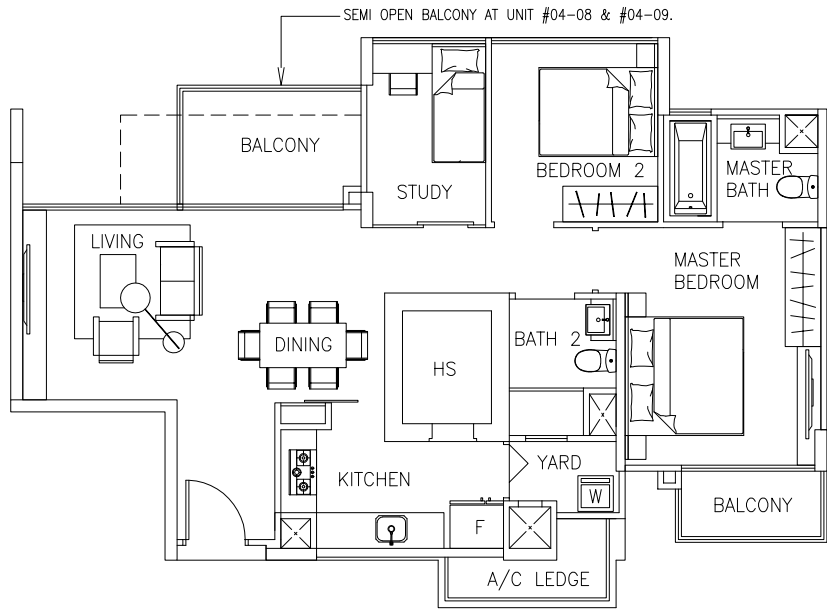 SEMI OPEN BALCONY AT UNIT #04-08 & #04-09.
BALCONY
STUDY
BEDROOM 2
MASTER
BATH
LIVING
MASTER
BEDROOM
DINING
HS
BATH 2
KITCHEN
YARD
W
F
BALCONY
A/C LEDGE